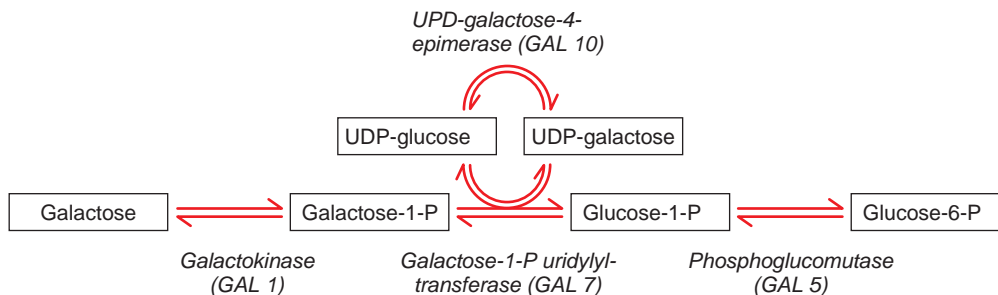 UPD-galactose-4-
epimerase (GAL 10)
UDP-glucose
UDP-galactose
Galactose
Galactose-1-P
Glucose-1-P
Glucose-6-P
Galactokinase
(GAL 1)
Galactose-1-P uridylyl-
transferase (GAL 7)
Phosphoglucomutase
(GAL 5)